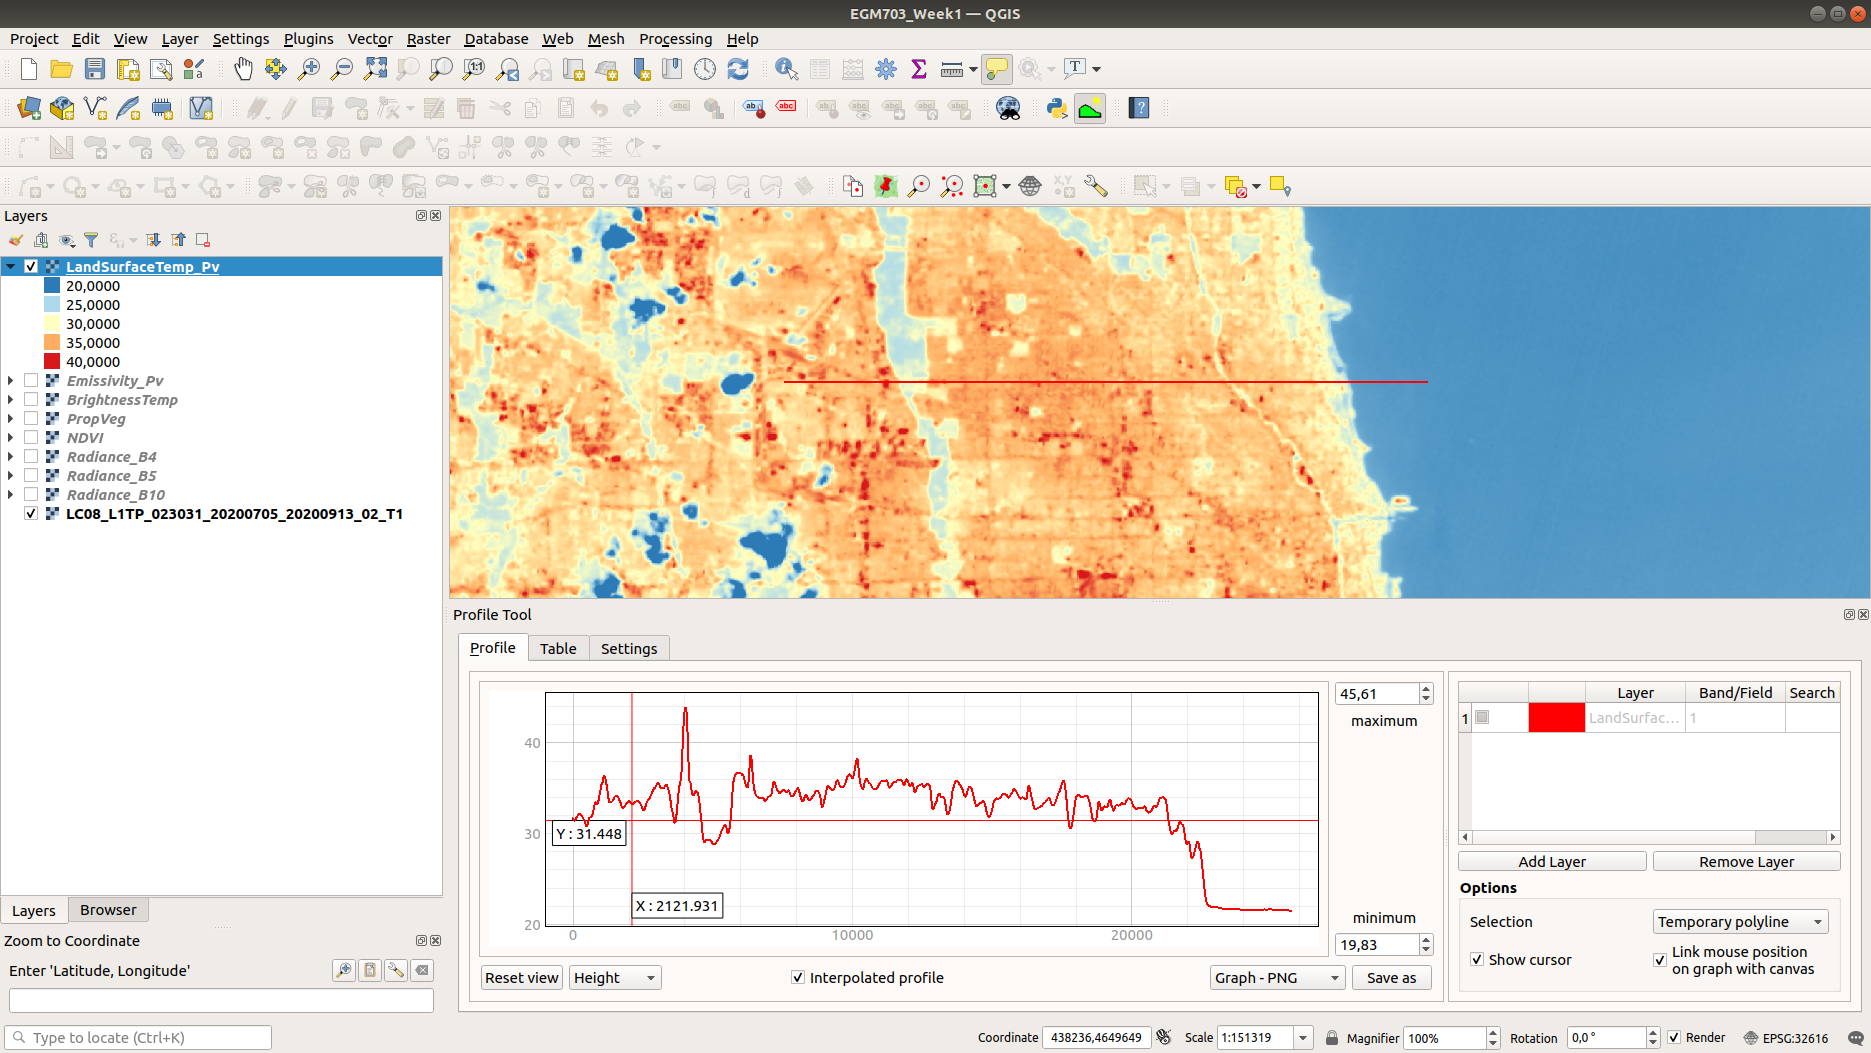 EGM703_Week1 — QGIS
Project Edit View Layer Settings Plugins Vector Raster Database Web Mesh Processing Help
Layers
LandSurfaceTemp_Pv
20,0000
25,0000
30,0000
35,0000
40,0000
Emissivity_Pv
BrightnessTemp
PropVeg
NDVI
Radiance_B4
Radiance_B5
Radiance_B10
LC08_L1TP_023031_20200705_20200913_02_T1
Layers Browser
Zoom to Coordinate
Enter 'Latitude, Longitude'
Profile Tool
Profile Table Settings
40
30
20
0 10000 20000
Y : 31.448
X : 2121.931
45,61
maximum
minimum
19,83
Reset view Height Interpolated profile Graph - PNG Save as
Layer Band/Field Search
1 LandSurfac... 1
Add Layer Remove Layer
Options
Selection Temporary polyline
Show cursor
Link mouse position
on graph with canvas
Type to locate (Ctrl+K) Coordinate 438236,4649649 Scale 1:151319 Magnifier 100% Rotation 0,0 ° Render EPSG:32616